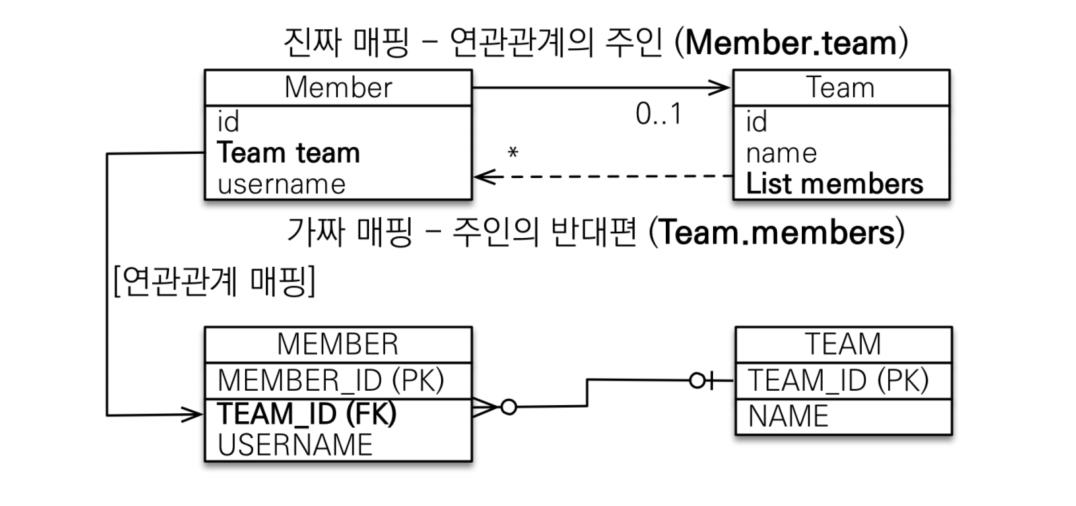 진짜 매핑 – 연관관계의 주인 (Member.team)
Member
id
Team team
username
0..1
*
Team
id
name
List members
가짜 매핑 – 주인의 반대편 (Team.members)
[연관관계 매핑]
MEMBER
MEMBER_ID (PK)
TEAM_ID (FK)
USERNAME
TEAM
TEAM_ID (PK)
NAME